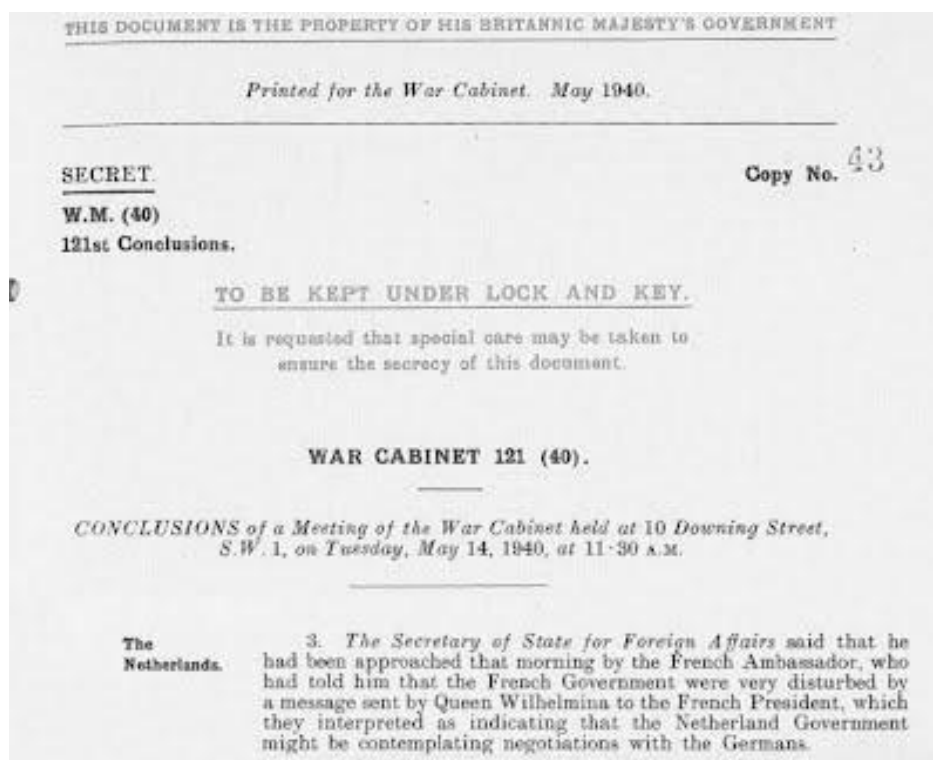 THIS DOCUMENT IS THE PROPERTY OF HIS BRITANNIC MAJESTY'S GOVERNMENT
Printed for the War Cabinet. May 1940.
SECRET.
Copy No. 43
W.M. (40)
121st Conclusions.
TO BE KEPT UNDER LOCK AND KEY.
It is requested that special care may be taken to
ensure the secrecy of this document.
WAR CABINET 121 (40).
CONCLUSIONS of a Meeting of the War Cabinet held at 10 Downing Street,
S.W. 1, on Tuesday, May 14, 1940, at 11·30 A.M.
The
Netherlands.
3. The Secretary of State for Foreign Affairs said that he
had been approached that morning by the French Ambassador, who
had told him that the French Government were very disturbed by
a message sent by Queen Wilhelmina to the French President, which
they interpreted as indicating that the Netherland Government
might be contemplating negotiations with the Germans.